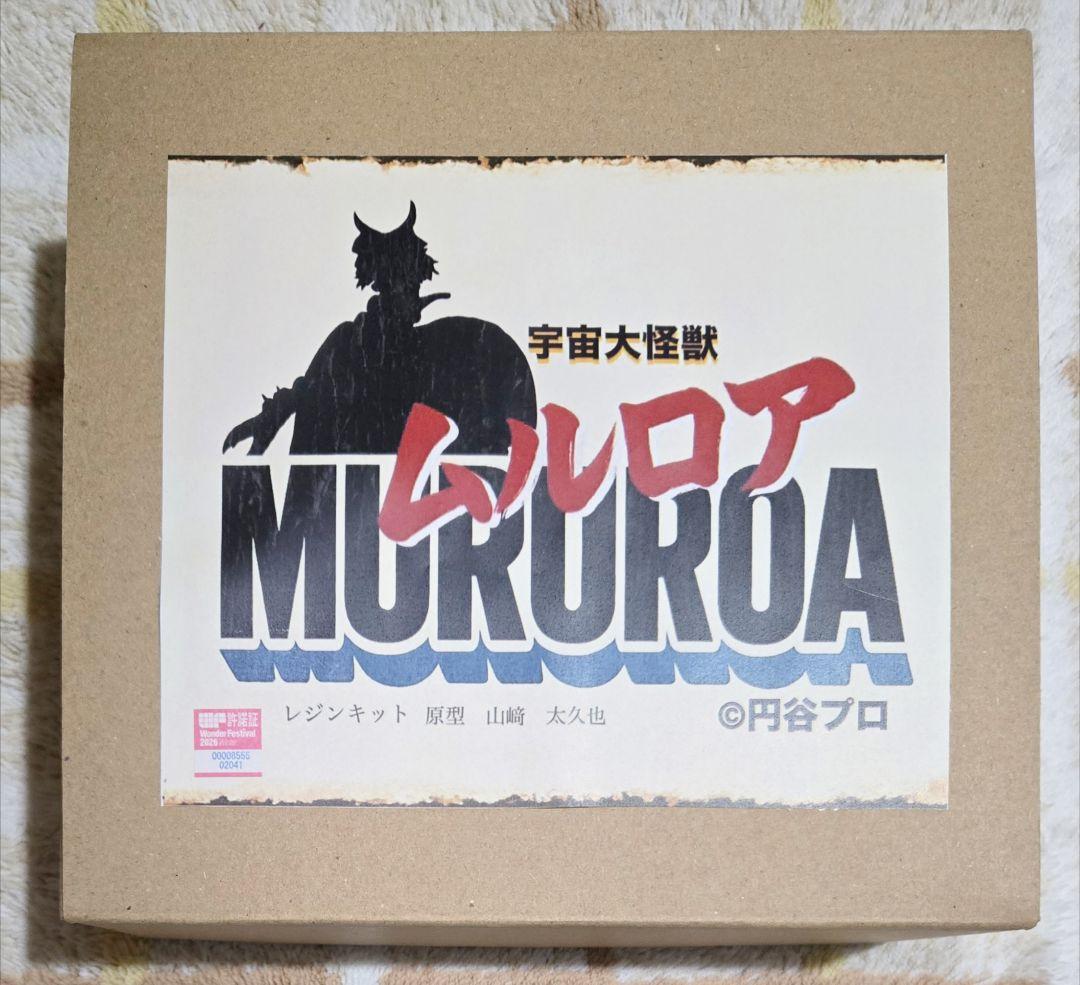 宇宙大怪獣
ムルロア
MURUROA
レジンキット 原型 山﨑 太久也
©円谷プロ
許諾証
Wonder Festival
2026
00008555
02041